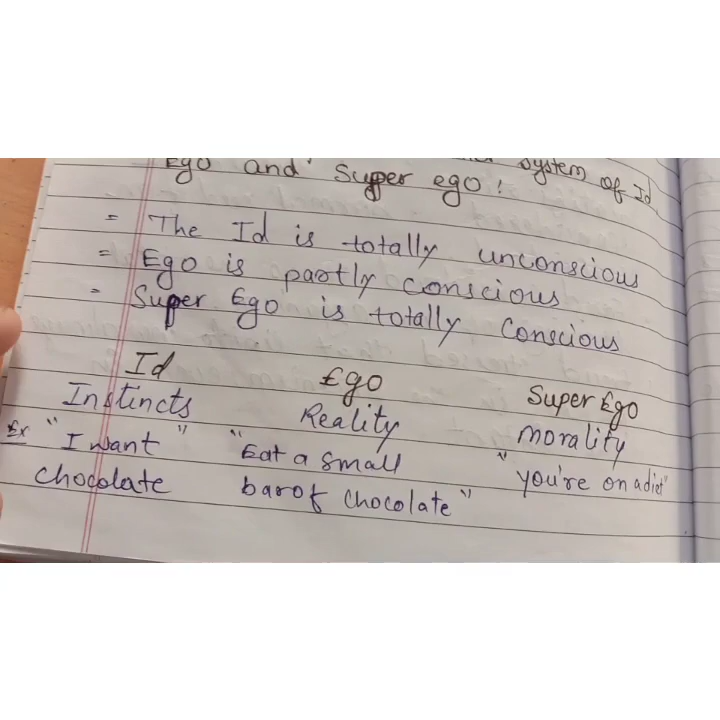 system of Id,
Ego and Super ego :
= The Id is totally unconscious
= Ego is partly conscious
= Super Ego is totally Conscious
Id Ego Super Ego
Instincts Reality morality
Ex "I want" "Eat a small "you're on a diet"
chocolate bar of chocolate"